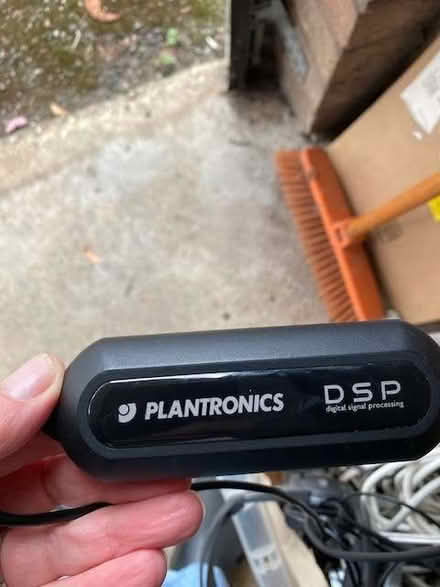 PLANTRONICS
DSP
digital signal processing